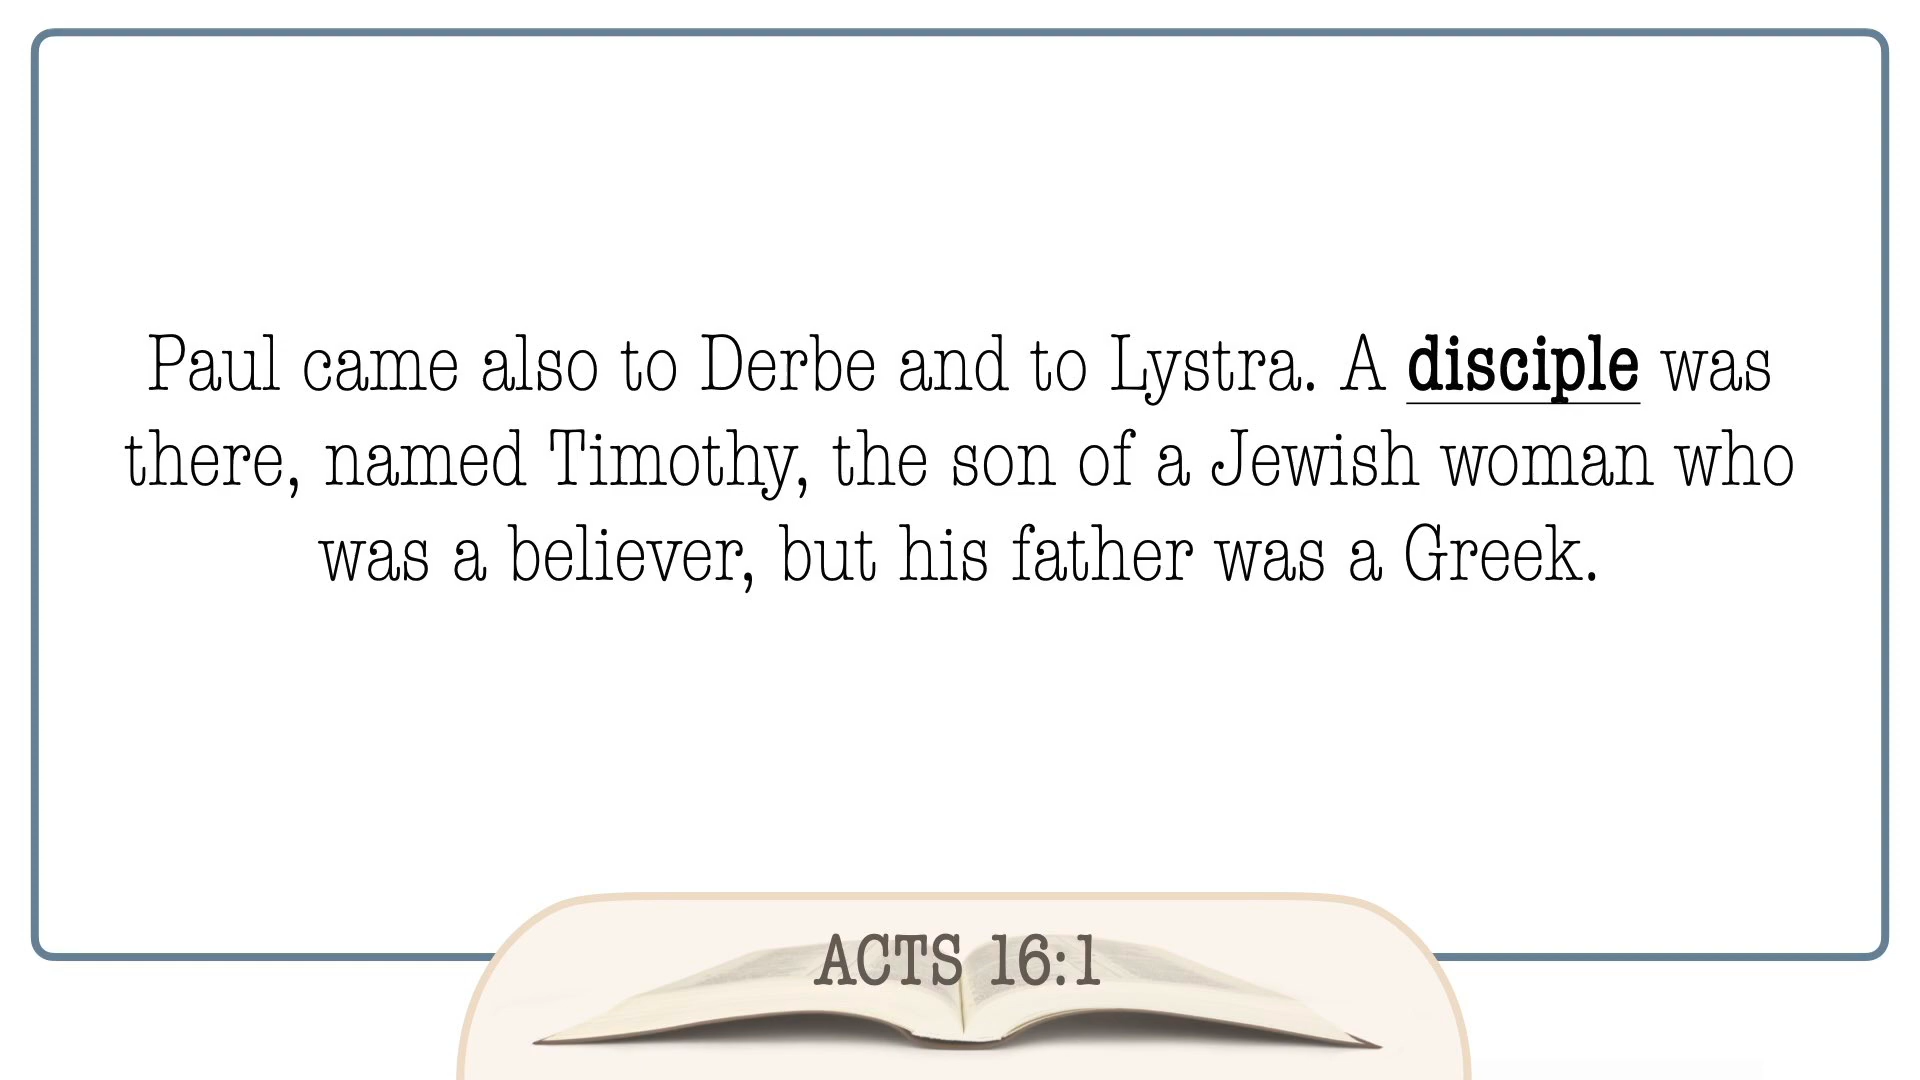 Paul came also to Derbe and to Lystra. A disciple was
there, named Timothy, the son of a Jewish woman who
was a believer, but his father was a Greek.
ACTS 16:1